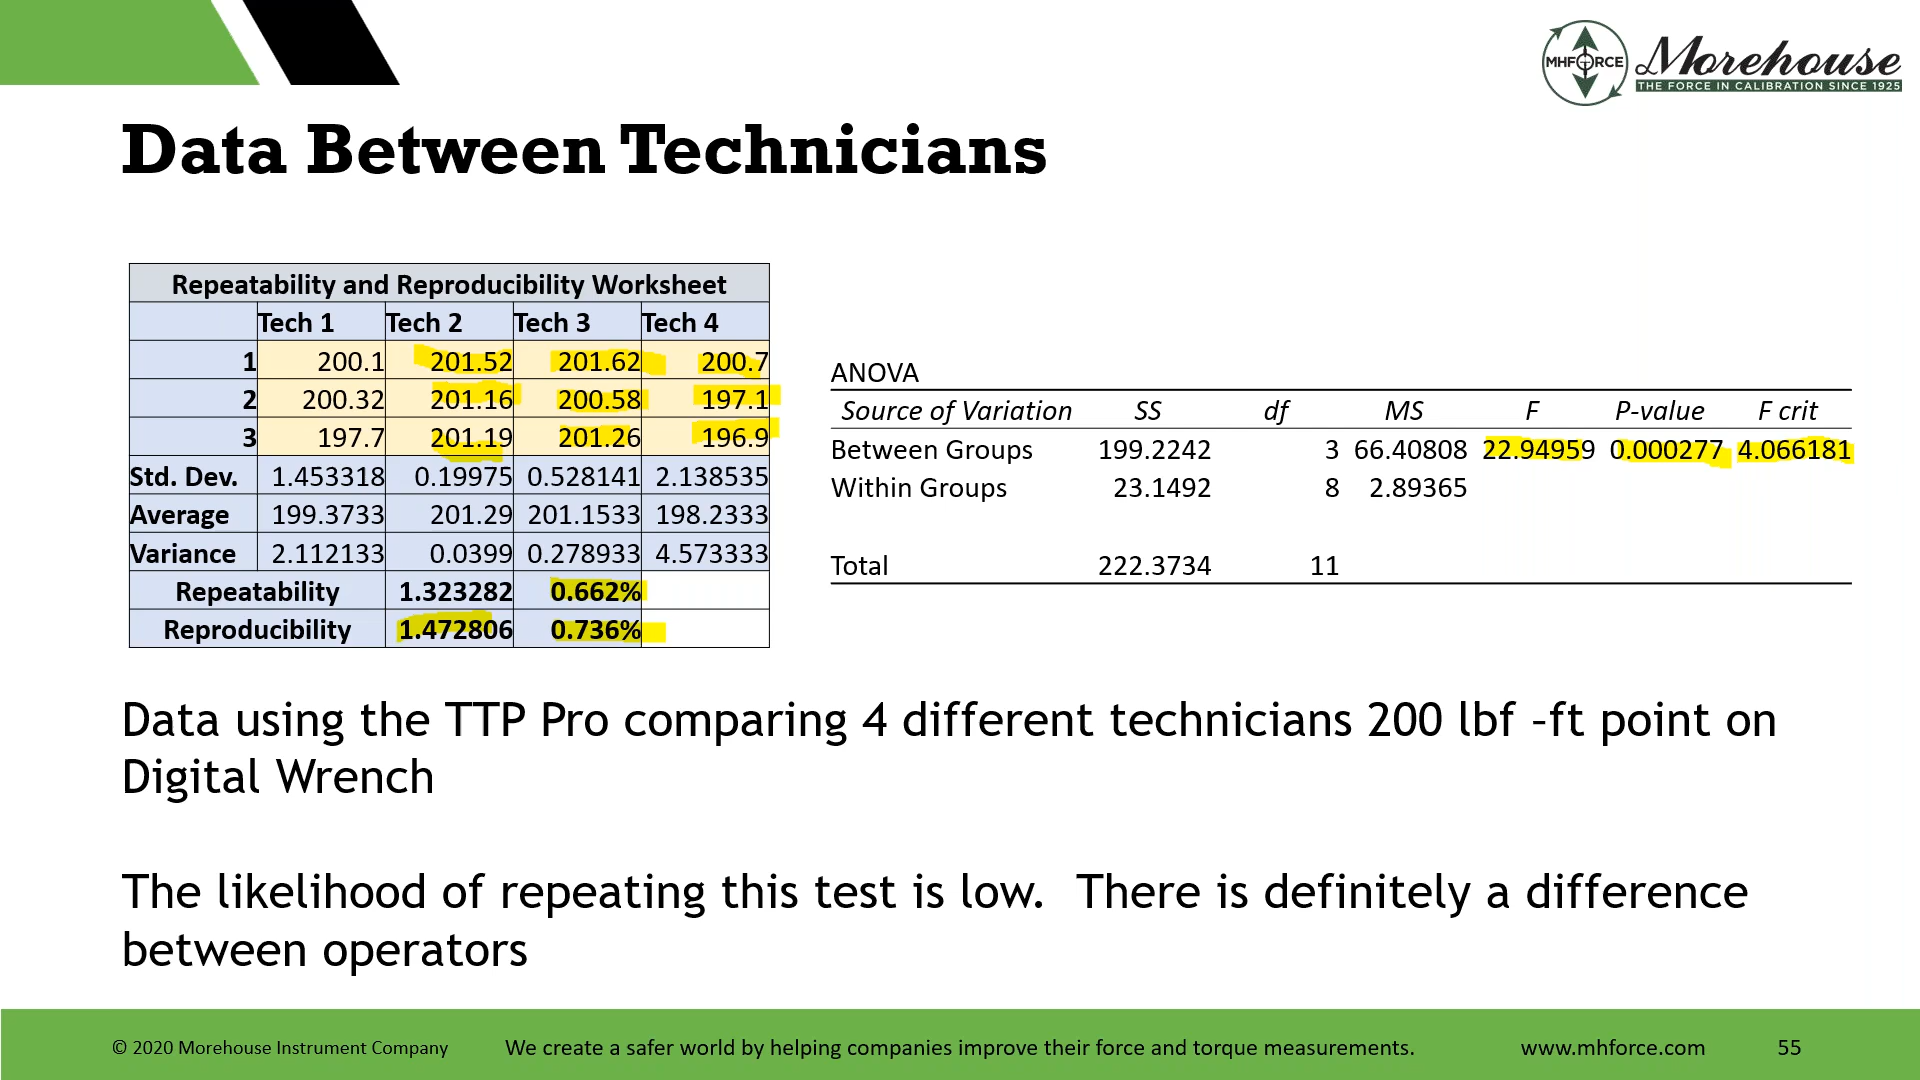 MHFORCE
Morehouse
THE FORCE IN CALIBRATION SINCE 1925
Data Between Technicians
Repeatability and Reproducibility Worksheet
Tech 1 Tech 2 Tech 3 Tech 4
1 200.1 201.52 201.62 200.7
2 200.32 201.16 200.58 197.1
3 197.7 201.19 201.26 196.9
Std. Dev. 1.453318 0.19975 0.528141 2.138535
Average 199.3733 201.29 201.1533 198.2333
Variance 2.112133 0.0399 0.278933 4.573333
Repeatability 1.323282 0.662%
Reproducibility 1.472806 0.736%
ANOVA
Source of Variation SS df MS F P-value F crit
Between Groups 199.2242 3 66.40808 22.94959 0.000277 4.066181
Within Groups 23.1492 8 2.89365
Total 222.3734 11
Data using the TTP Pro comparing 4 different technicians 200 lbf –ft point on
Digital Wrench
The likelihood of repeating this test is low.  There is definitely a difference
between operators
© 2020 Morehouse Instrument Company We create a safer world by helping companies improve their force and torque measurements. www.mhforce.com 55